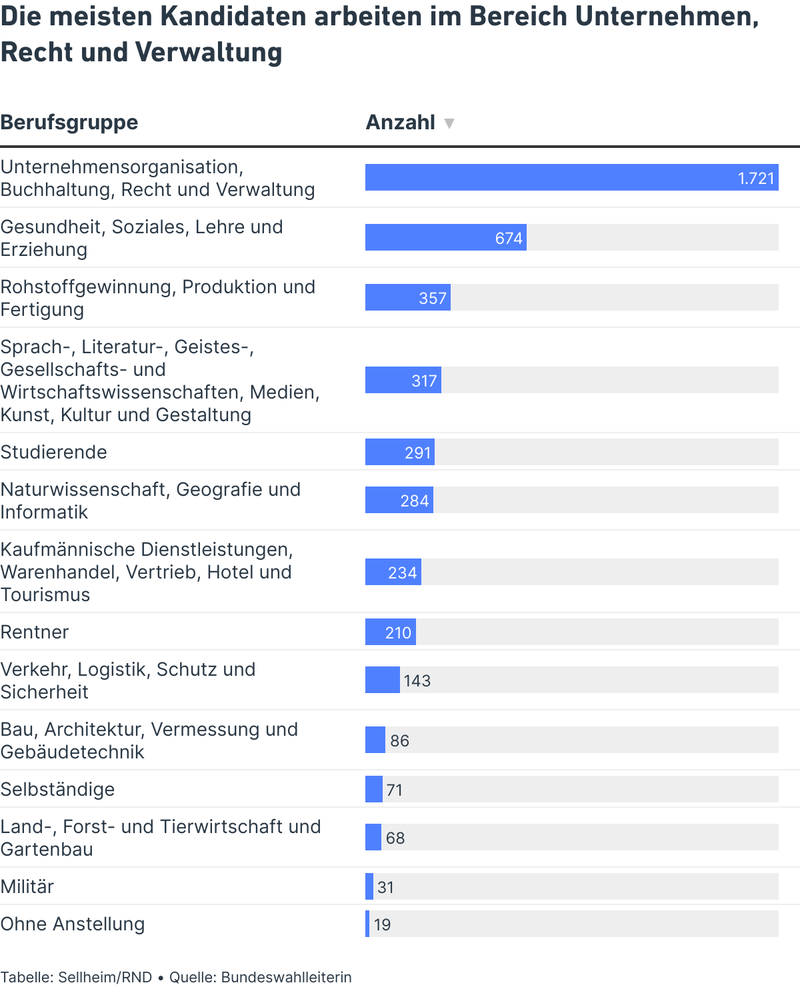 Die meisten Kandidaten arbeiten im Bereich Unternehmen,
Recht und Verwaltung
Berufsgruppe
Anzahl ▼
Unternehmensorganisation,
Buchhaltung, Recht und Verwaltung
1.721
Gesundheit, Soziales, Lehre und
Erziehung
674
Rohstoffgewinnung, Produktion und
Fertigung
357
Sprach-, Literatur-, Geistes-,
Gesellschafts- und
Wirtschaftswissenschaften, Medien,
Kunst, Kultur und Gestaltung
317
Studierende
291
Naturwissenschaft, Geografie und
Informatik
284
Kaufmännische Dienstleistungen,
Warenhandel, Vertrieb, Hotel und
Tourismus
234
Rentner
210
Verkehr, Logistik, Schutz und
Sicherheit
143
Bau, Architektur, Vermessung und
Gebäudetechnik
86
Selbständige
71
Land-, Forst- und Tierwirtschaft und
Gartenbau
68
Militär
31
Ohne Anstellung
19
Tabelle: Sellheim/RND • Quelle: Bundeswahlleiterin